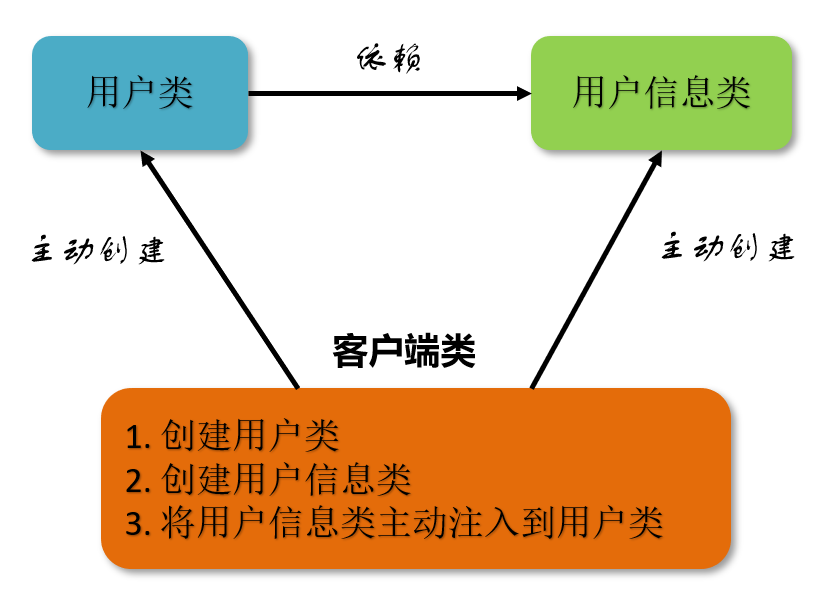 依赖
用户类
用户信息类
主动创建
主动创建
客户端类
1. 创建用户类
2. 创建用户信息类
3. 将用户信息类主动注入到用户类